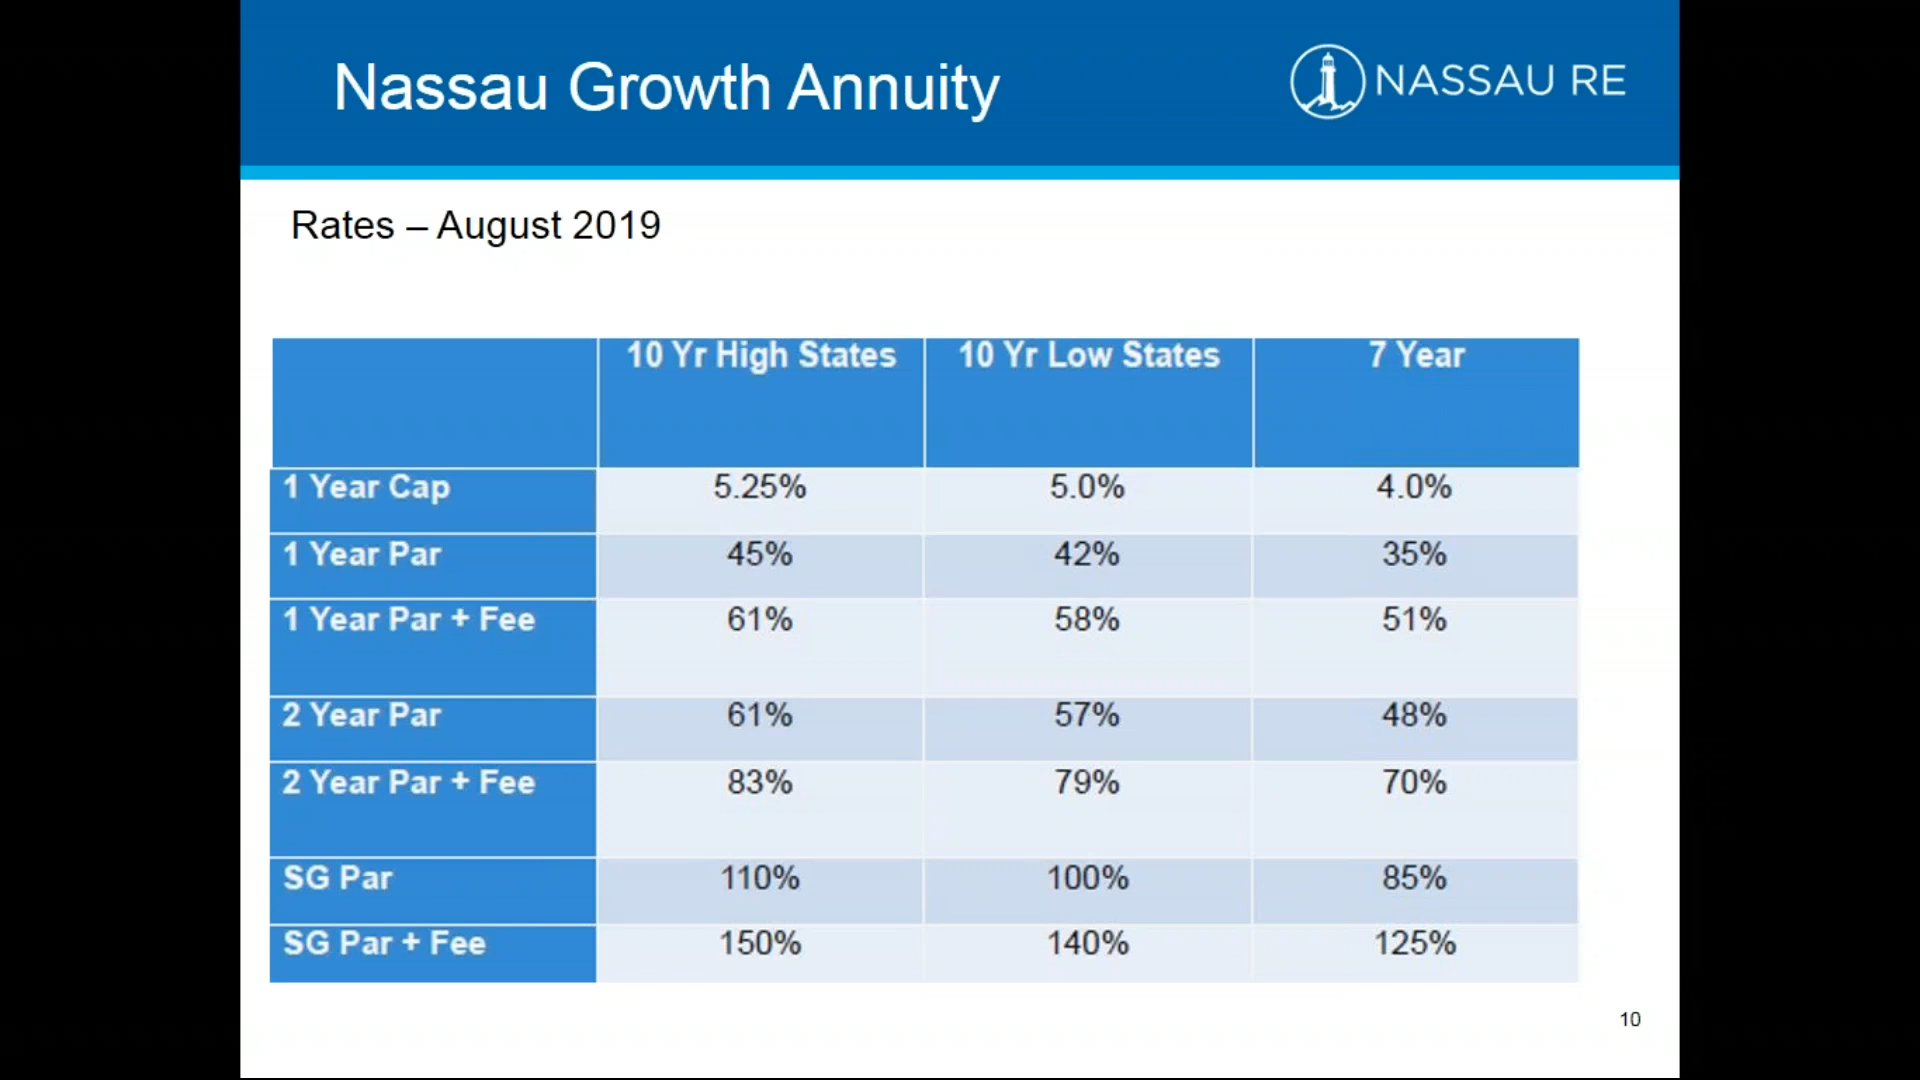 Nassau Growth Annuity
NASSAU RE
Rates – August 2019
10 Yr High States 10 Yr Low States 7 Year
1 Year Cap 5.25% 5.0% 4.0%
1 Year Par 45% 42% 35%
1 Year Par + Fee 61% 58% 51%
2 Year Par 61% 57% 48%
2 Year Par + Fee 83% 79% 70%
SG Par 110% 100% 85%
SG Par + Fee 150% 140% 125%
10